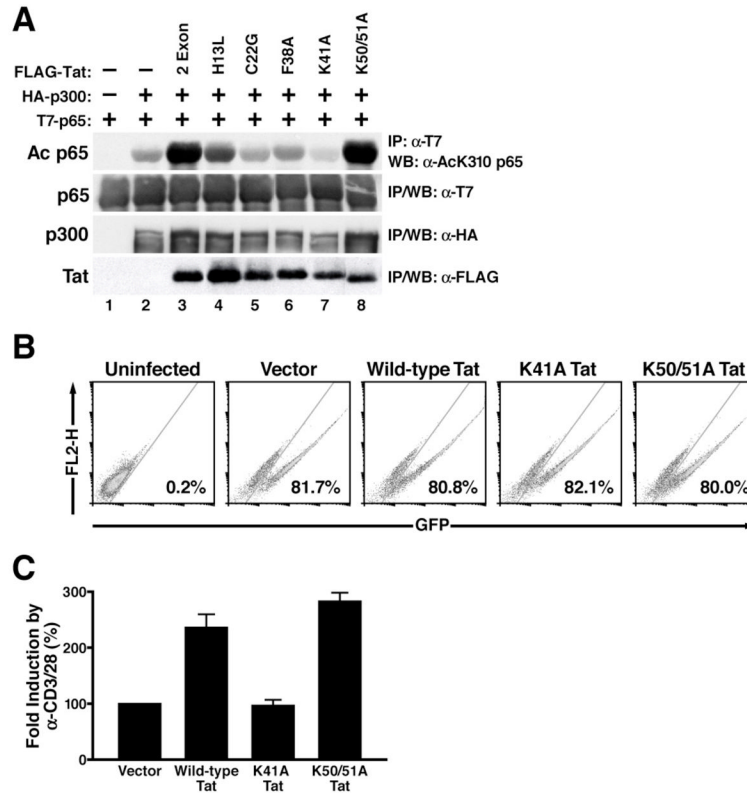 A
2 Exon
H13L
C22G
F38A
K41A
K50/51A
FLAG-Tat: – –
HA-p300: – + + + + + + +
T7-p65: + + + + + + + +
Ac p65
IP: α-T7
WB: α-AcK310 p65
p65
IP/WB: α-T7
p300
IP/WB: α-HA
Tat
IP/WB: α-FLAG
1 2 3 4 5 6 7 8
B
Uninfected Vector Wild-type Tat K41A Tat K50/51A Tat
FL2-H
0.2% 81.7% 80.8% 82.1% 80.0%
GFP
C
Fold Induction by
α-CD3/28 (%)
300
200
100
0
Vector Wild-type K41A K50/51A
Tat Tat Tat